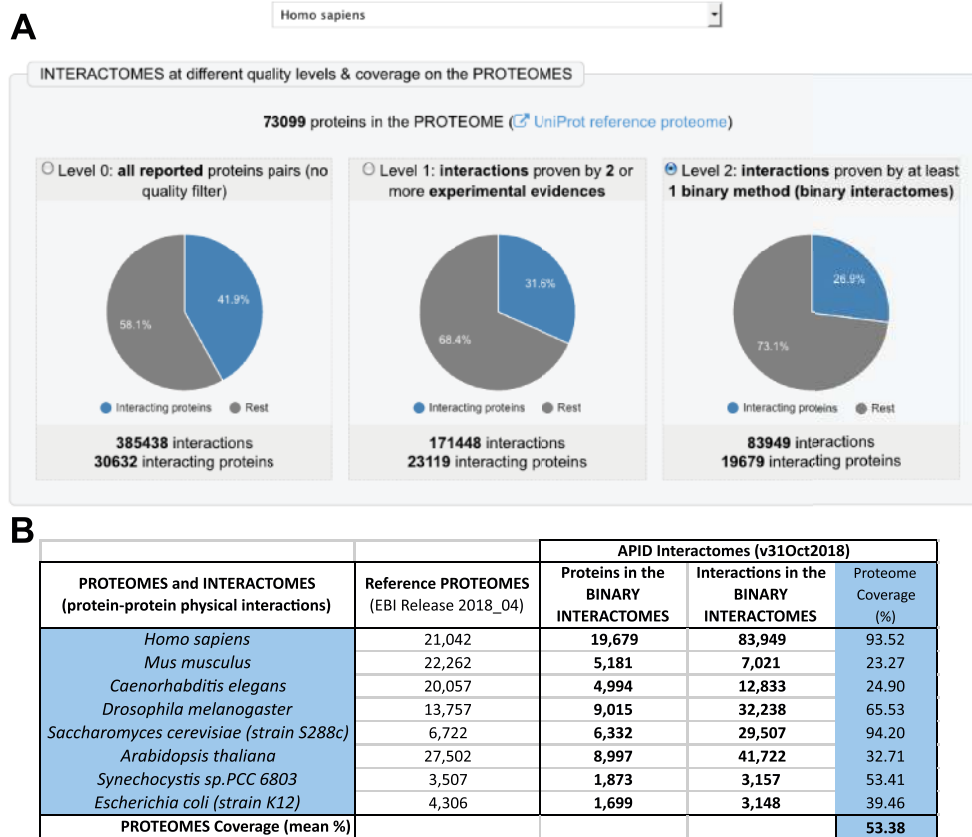 A
Homo sapiens
INTERACTOMES at different quality levels & coverage on the PROTEOMES
73099 proteins in the PROTEOME (UniProt reference proteome)
Level 0: all reported proteins pairs (no
quality filter)
41.9%
58.1%
Interacting proteins Rest
385438 interactions
30632 interacting proteins
Level 1: interactions proven by 2 or
more experimental evidences
31.6%
68.4%
Interacting proteins Rest
171448 interactions
23119 interacting proteins
Level 2: interactions proven by at least
1 binary method (binary interactomes)
26.9%
73.1%
Interacting proteins Rest
83949 interactions
19679 interacting proteins
B
APID Interactomes (v31Oct2018)
PROTEOMES and INTERACTOMES
(protein-protein physical interactions)
Reference PROTEOMES
(EBI Release 2018_04)
Proteins in the
BINARY
INTERACTOMES
Interactions in the
BINARY
INTERACTOMES
Proteome
Coverage
(%)
Homo sapiens 21,042 19,679 83,949 93.52
Mus musculus 22,262 5,181 7,021 23.27
Caenorhabditis elegans 20,057 4,994 12,833 24.90
Drosophila melanogaster 13,757 9,015 32,238 65.53
Saccharomyces cerevisiae (strain S288c) 6,722 6,332 29,507 94.20
Arabidopsis thaliana 27,502 8,997 41,722 32.71
Synechocystis sp.PCC 6803 3,507 1,873 3,157 53.41
Escherichia coli (strain K12) 4,306 1,699 3,148 39.46
PROTEOMES Coverage (mean %) 53.38